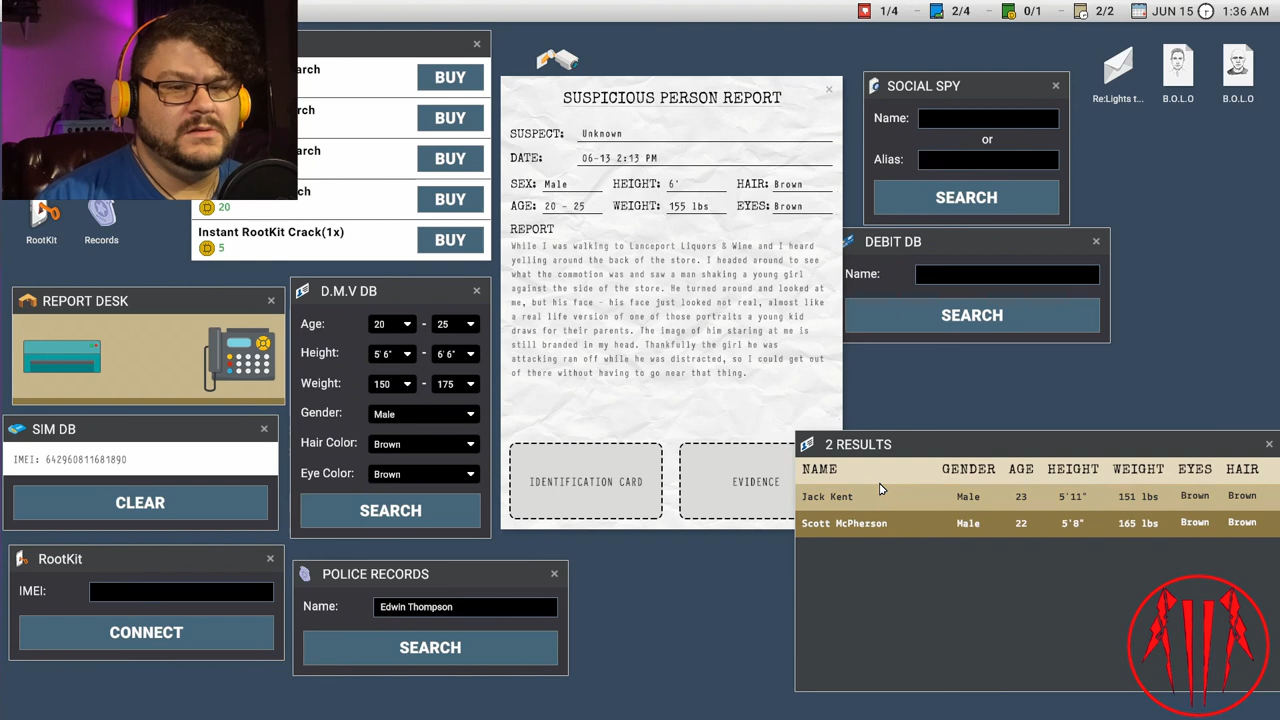 1/4
2/4
0/1
2/2
JUN 15
1:36 AM
arch
BUY
rch
BUY
arch
BUY
ch
20
BUY
Instant RootKit Crack(1x)
5
BUY
RootKit
Records
Re:Lights t...
B.O.L.O
B.O.L.O
SUSPICIOUS PERSON REPORT
SUSPECT: Unknown
DATE: 06-13 2:13 PM
SEX: Male HEIGHT: 6' HAIR: Brown
AGE: 20 - 25 WEIGHT: 155 lbs EYES: Brown
REPORT
While I was walking to Lanceport Liquors & Wine and I heard
yelling around the back of the store. I headed around to see
what the commotion was and saw a man shaking a young girl
against the side of the store. He turned around and looked at
me, but his face - his face just looked not real, almost like
a real life version of one of those portraits a young kid
draws for their parents. The image of him staring at me is
still branded in my head. Thankfully the girl he was
attacking ran off while he was distracted, so I could get out
of there without having to go near that thing.
IDENTIFICATION CARD
EVIDENCE
SOCIAL SPY
Name:
or
Alias:
SEARCH
DEBIT DB
Name:
SEARCH
REPORT DESK
SIM DB
IMEI: 642960811681890
CLEAR
RootKit
IMEI:
CONNECT
D.M.V DB
Age: 20 - 25
Height: 5' 6" - 6' 6"
Weight: 150 - 175
Gender: Male
Hair Color: Brown
Eye Color: Brown
SEARCH
POLICE RECORDS
Name: Edwin Thompson
SEARCH
2 RESULTS
NAME GENDER AGE HEIGHT WEIGHT EYES HAIR
Jack Kent Male 23 5'11" 151 lbs Brown Brown
Scott McPherson Male 22 5'8" 165 lbs Brown Brown